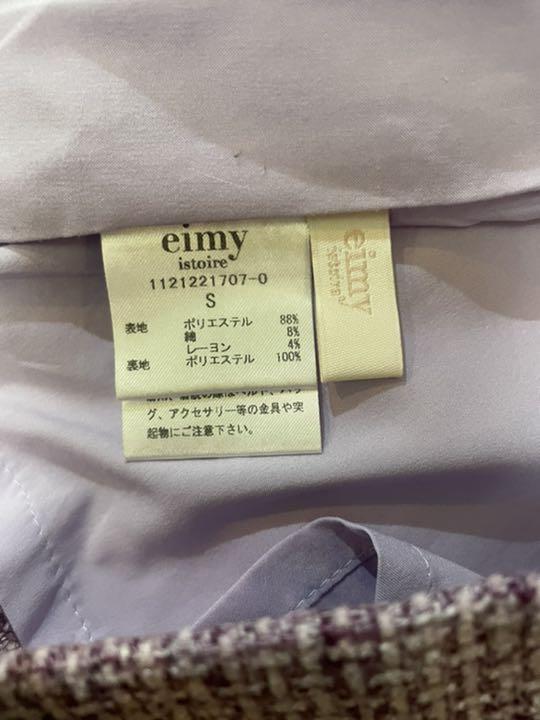 eimy
istoire
1121221707-0
S
表地 ポリエステル 88%
綿 8%
レーヨン 4%
裏地 ポリエステル 100%
グ、アクセサリー等の金具や突
起物にご注意下さい。
eimy
istoire